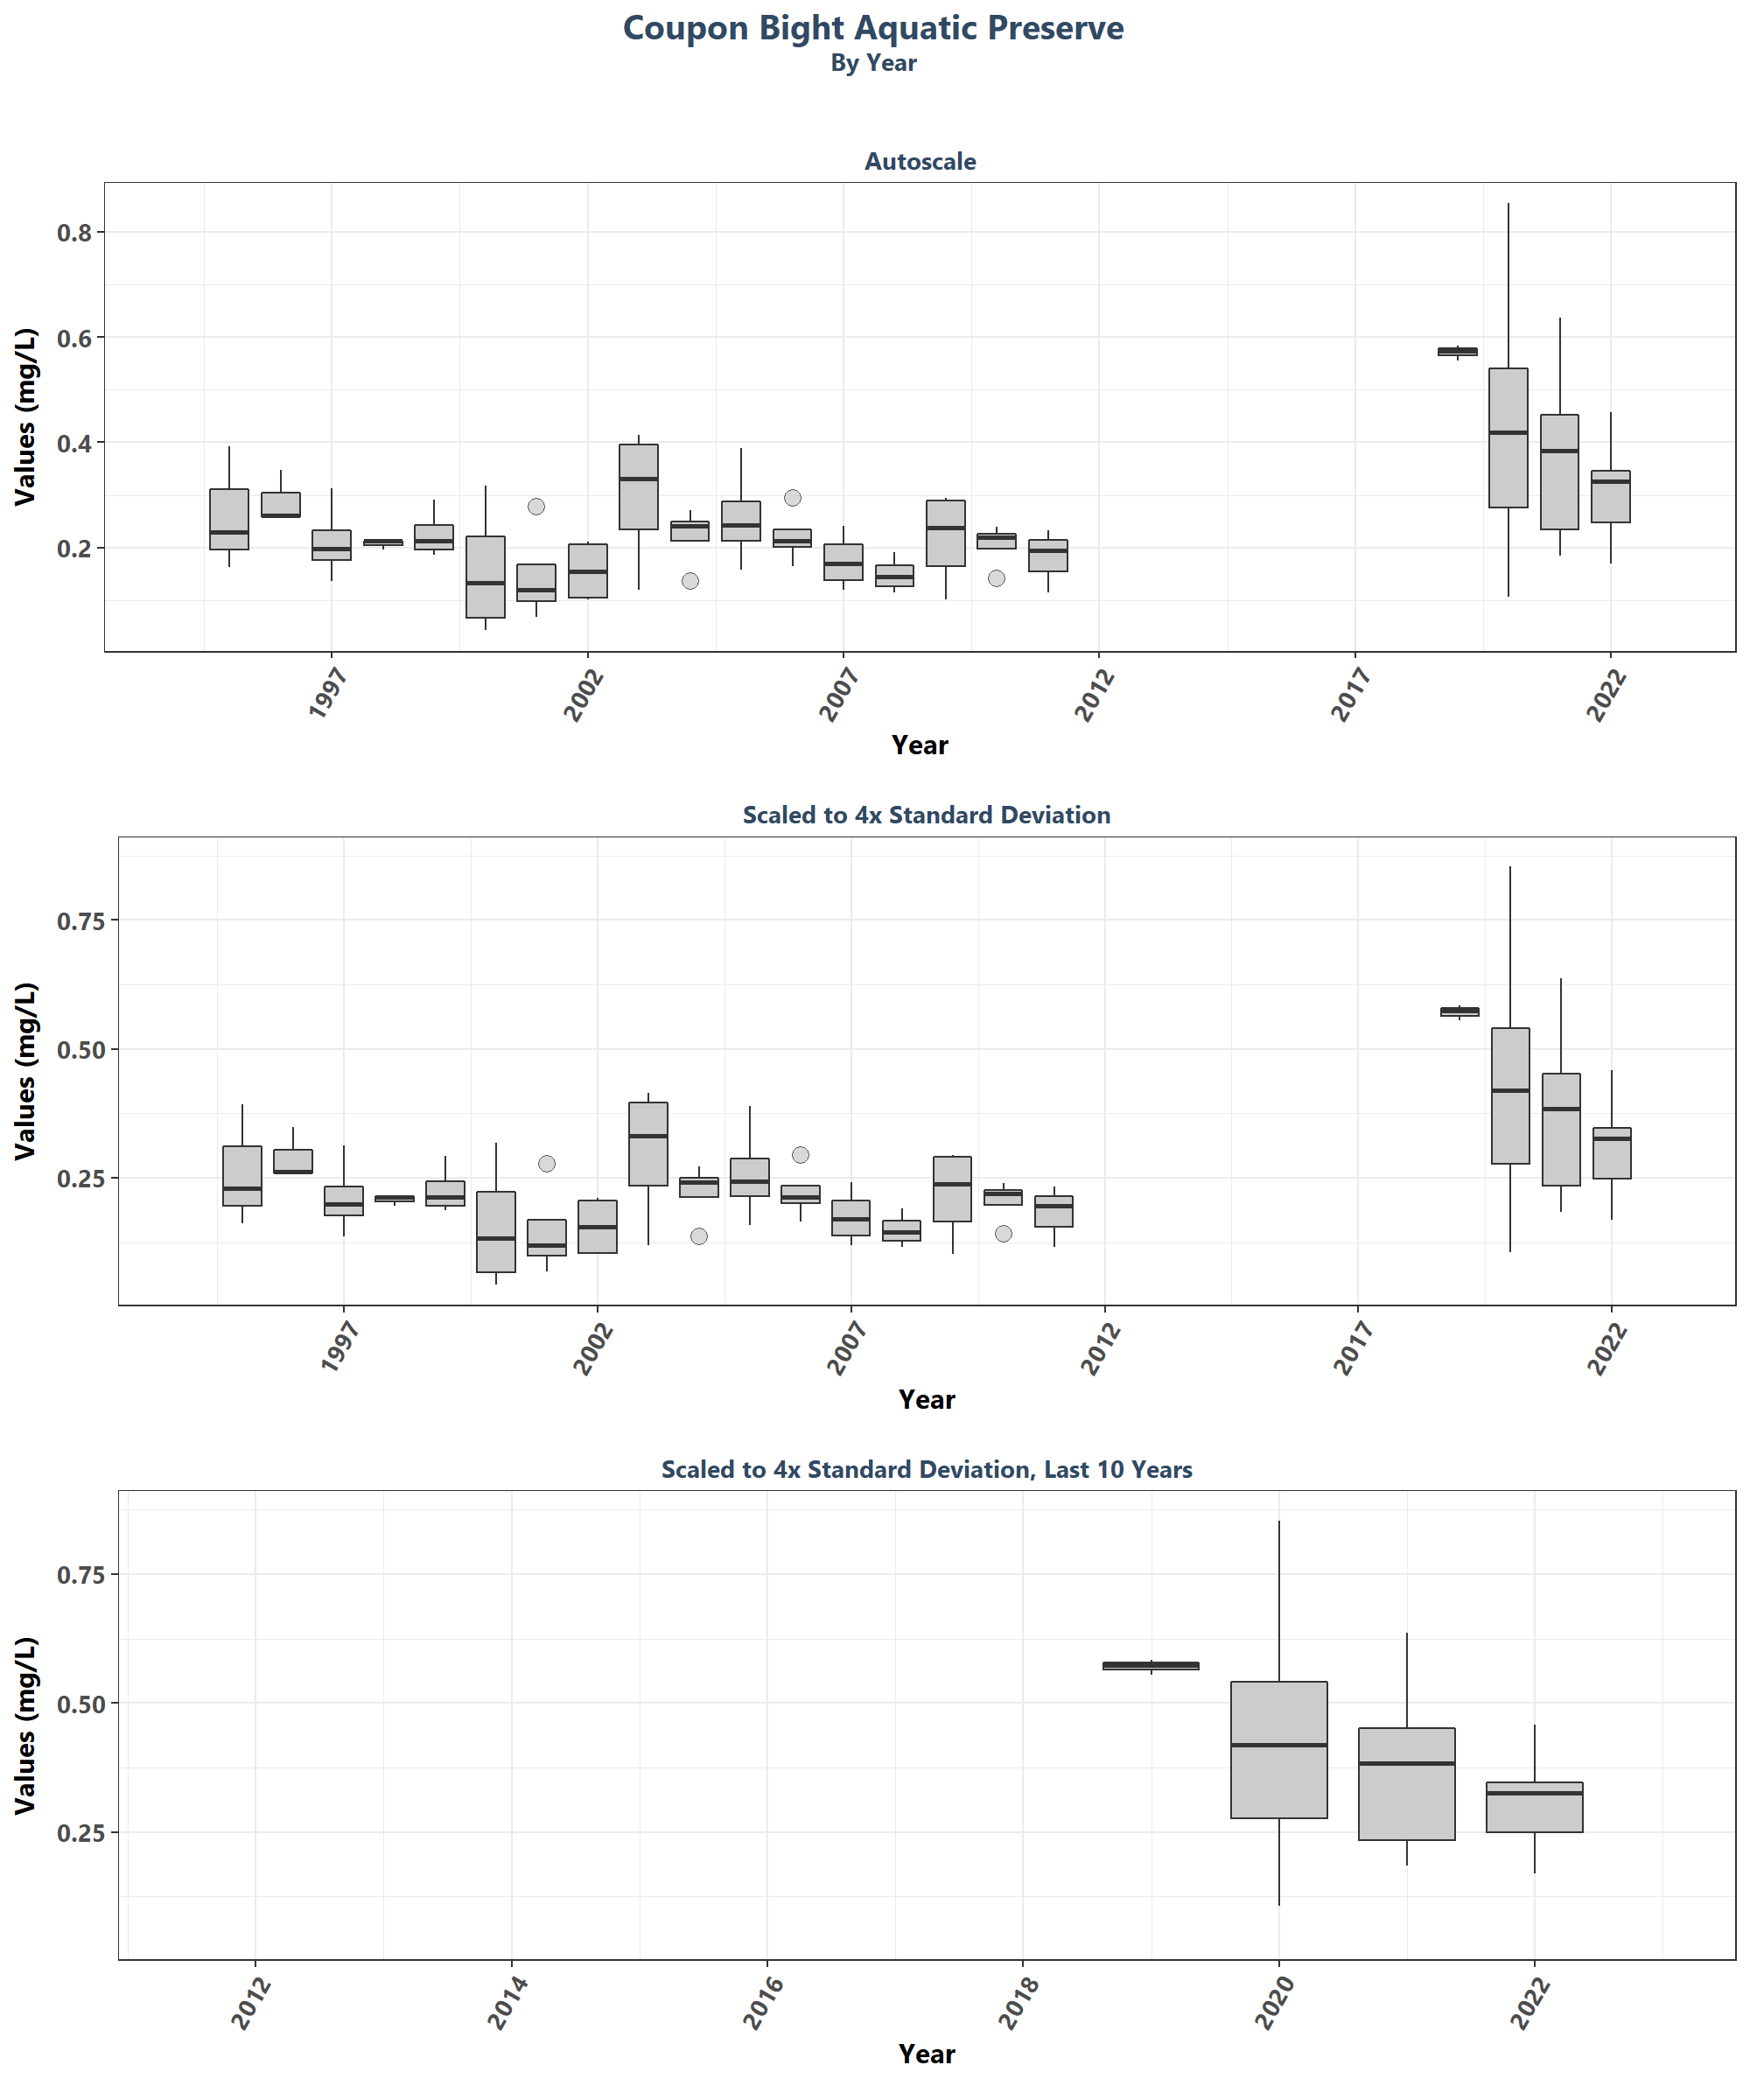 Coupon Bight Aquatic Preserve
By Year
Autoscale
Values (mg/L)
0.8
0.6
0.4
0.2
1997 2002 2007 2012 2017 2022
Year
Scaled to 4x Standard Deviation
Values (mg/L)
0.75
0.50
0.25
1997 2002 2007 2012 2017 2022
Year
Scaled to 4x Standard Deviation, Last 10 Years
Values (mg/L)
0.75
0.50
0.25
2012 2014 2016 2018 2020 2022
Year